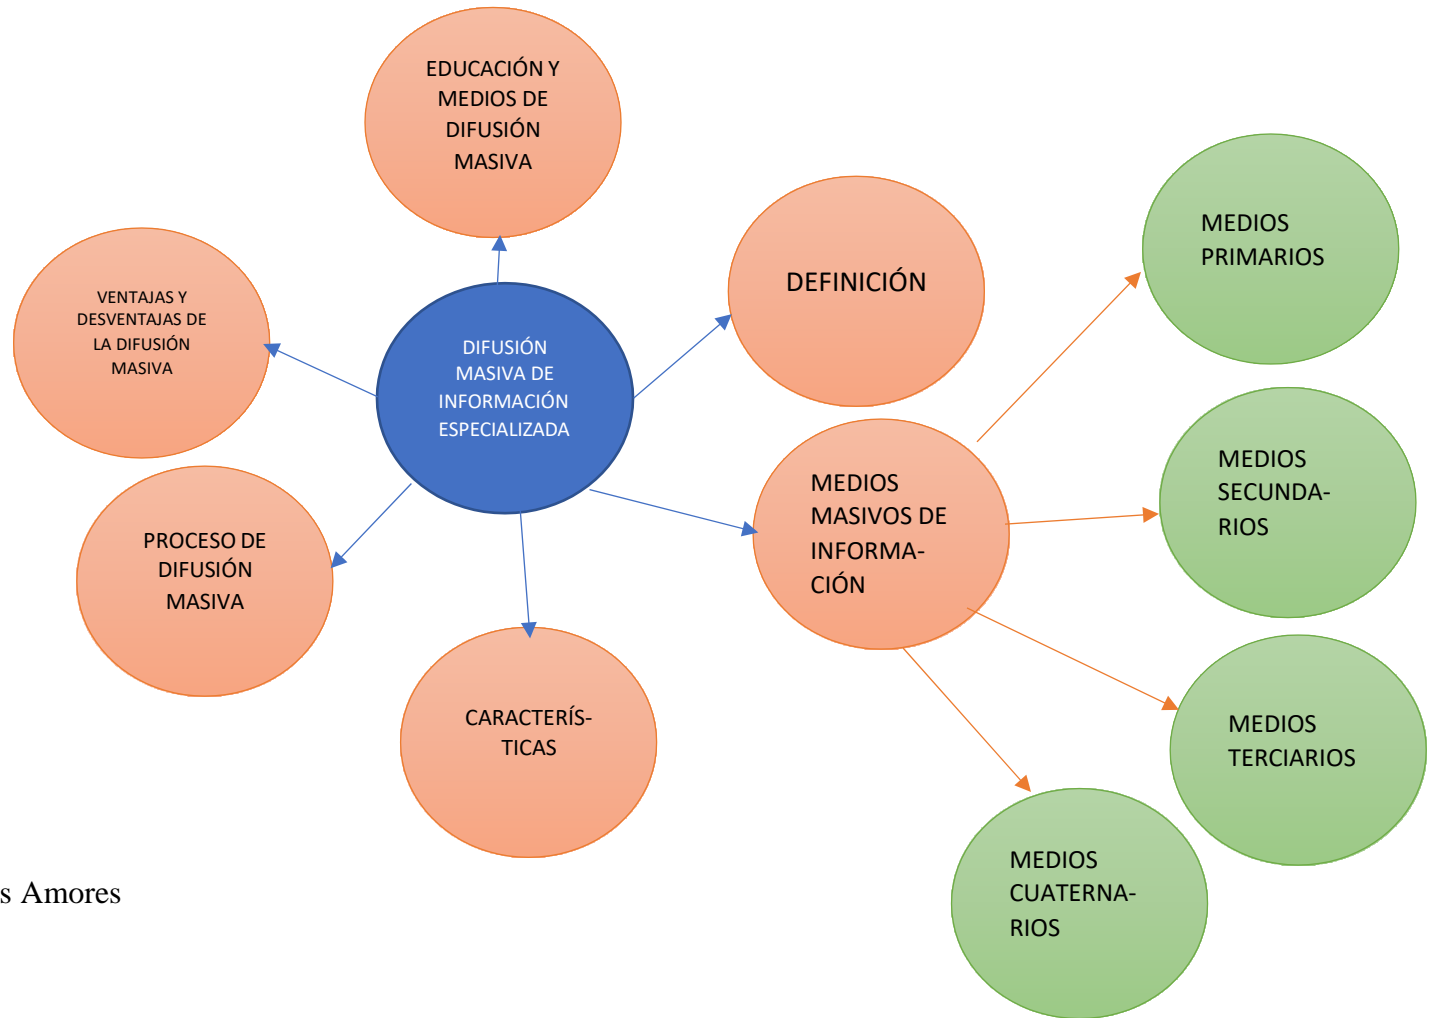 EDUCACIÓN Y
MEDIOS DE
DIFUSIÓN
MASIVA
VENTAJAS Y
DESVENTAJAS DE
LA DIFUSIÓN
MASIVA
DIFUSIÓN
MASIVA DE
INFORMACIÓN
ESPECIALIZADA
DEFINICIÓN
MEDIOS
PRIMARIOS
MEDIOS
SECUNDA-
RIOS
MEDIOS
MASIVOS DE
INFORMA-
CIÓN
PROCESO DE
DIFUSIÓN
MASIVA
CARACTERÍS-
TICAS
MEDIOS
TERCIARIOS
MEDIOS
CUATERNA-
RIOS
s Amores